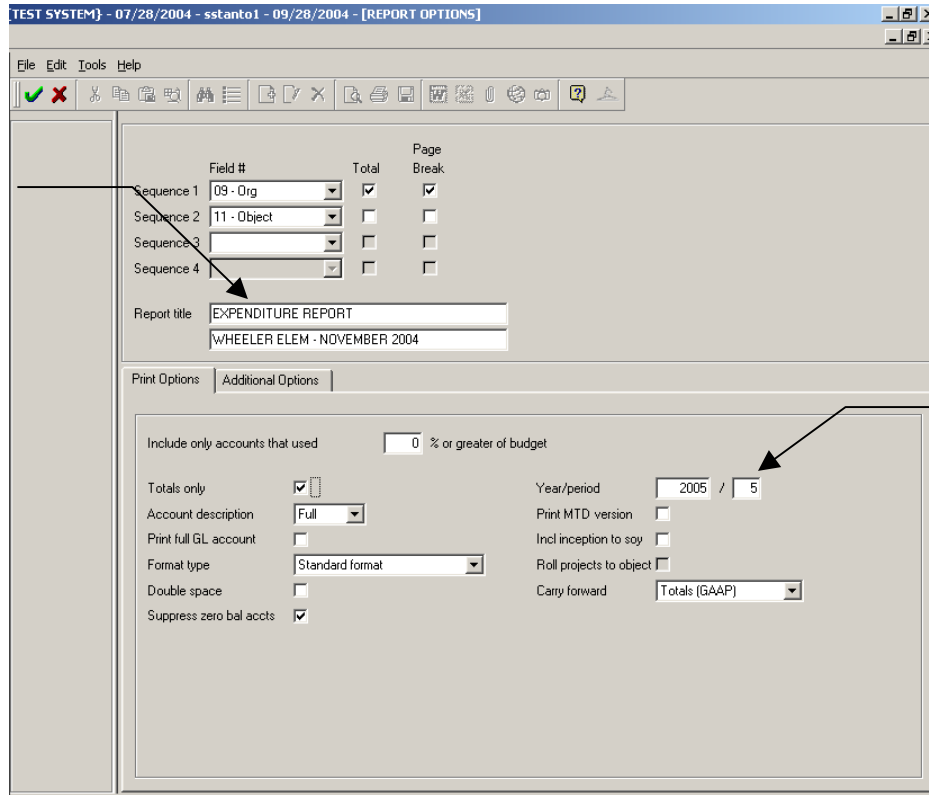 [TEST SYSTEM} - 07/28/2004 - sstanto1 - 09/28/2004 - [REPORT OPTIONS]
File Edit Tools Help
Page
Field # Total Break
Sequence 1 09 - Org
Sequence 2 11 - Object
Sequence 3
Sequence 4
Report title EXPENDITURE REPORT
WHEELER ELEM - NOVEMBER 2004
Print Options Additional Options
Include only accounts that used 0 % or greater of budget
Totals only Year/period 2005 / 5
Account description Full Print MTD version
Print full GL account Incl inception to soy
Format type Standard format Roll projects to object
Double space Carry forward Totals (GAAP)
Suppress zero bal accts